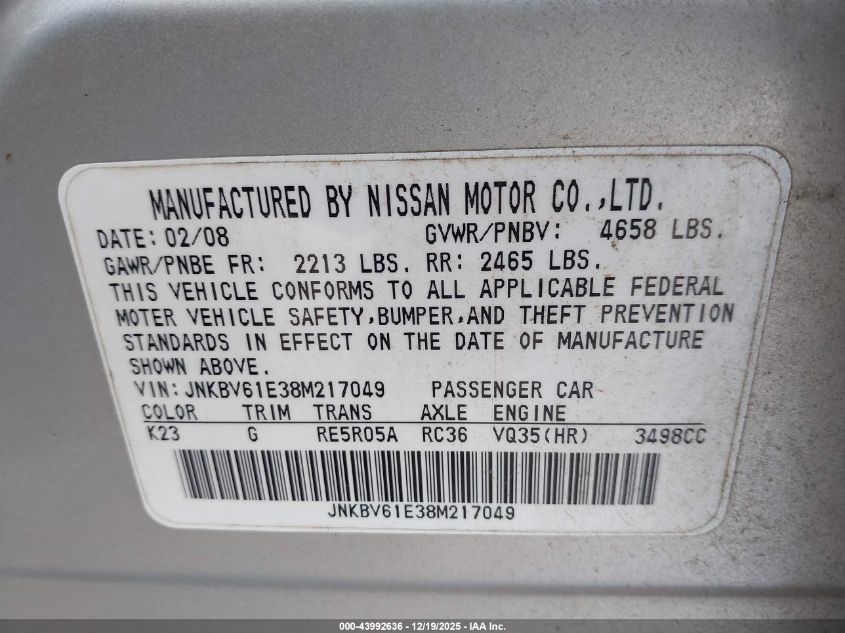 MANUFACTURED BY NISSAN MOTOR CO.,LTD.
DATE: 02/08 GVWR/PNBV: 4658 LBS.
GAWR/PNBE FR: 2213 LBS. RR: 2465 LBS.
THIS VEHICLE CONFORMS TO ALL APPLICABLE FEDERAL
MOTER VEHICLE SAFETY,BUMPER,AND THEFT PREVENTION
STANDARDS IN EFFECT ON THE DATE OF MANUFACTURE
SHOWN ABOVE.
VIN:JNKBV61E38M217049 PASSENGER CAR
COLOR TRIM TRANS AXLE ENGINE
K23 G RE5R05A RC36 VQ35(HR) 3498CC
JNKBV61E38M217049
000-43992636 - 12/19/2025 - IAA Inc.